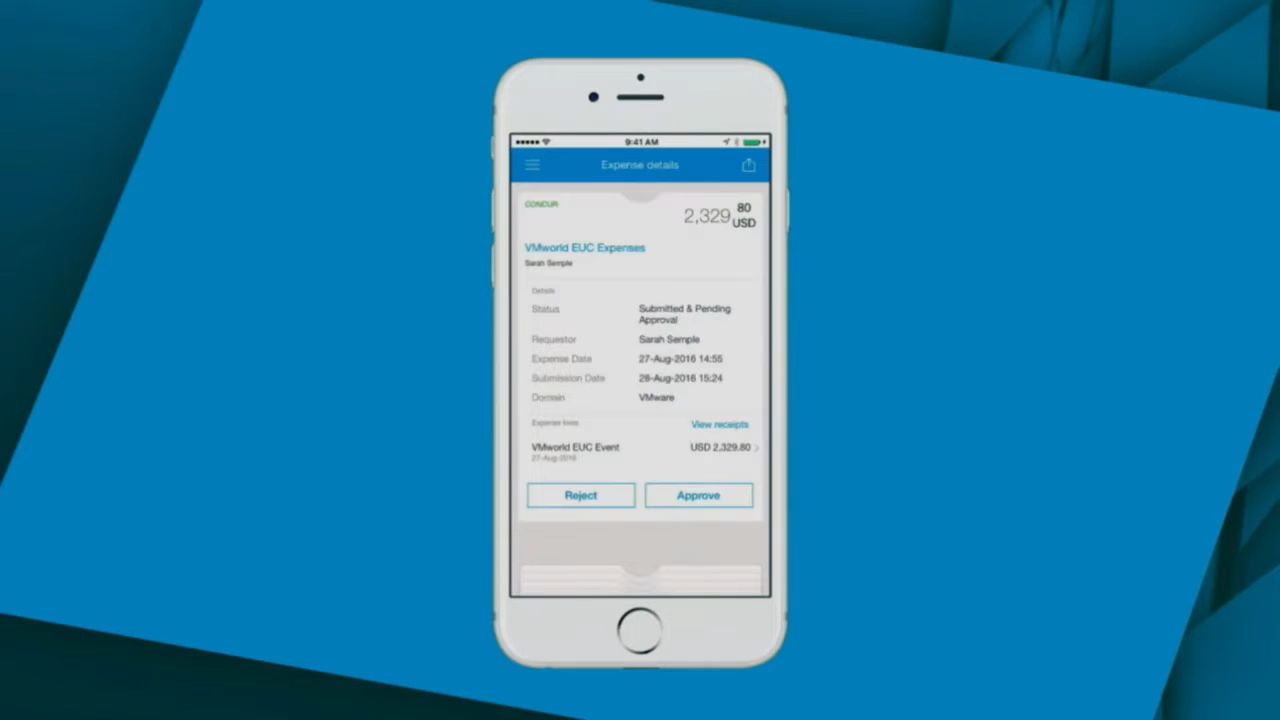 9:41 AM
Expense details
CONCUR
2,329 80 USD
VMworld EUC Expenses
Sarah Semple
Details
Status Submitted & Pending
Approval
Requestor Sarah Semple
Expense Date 27-Aug-2016 14:55
Submission Date 28-Aug-2016 15:24
Domain VMware
Expense lines View receipts
VMworld EUC Event USD 2,329.80
27-Aug-2016
Reject Approve